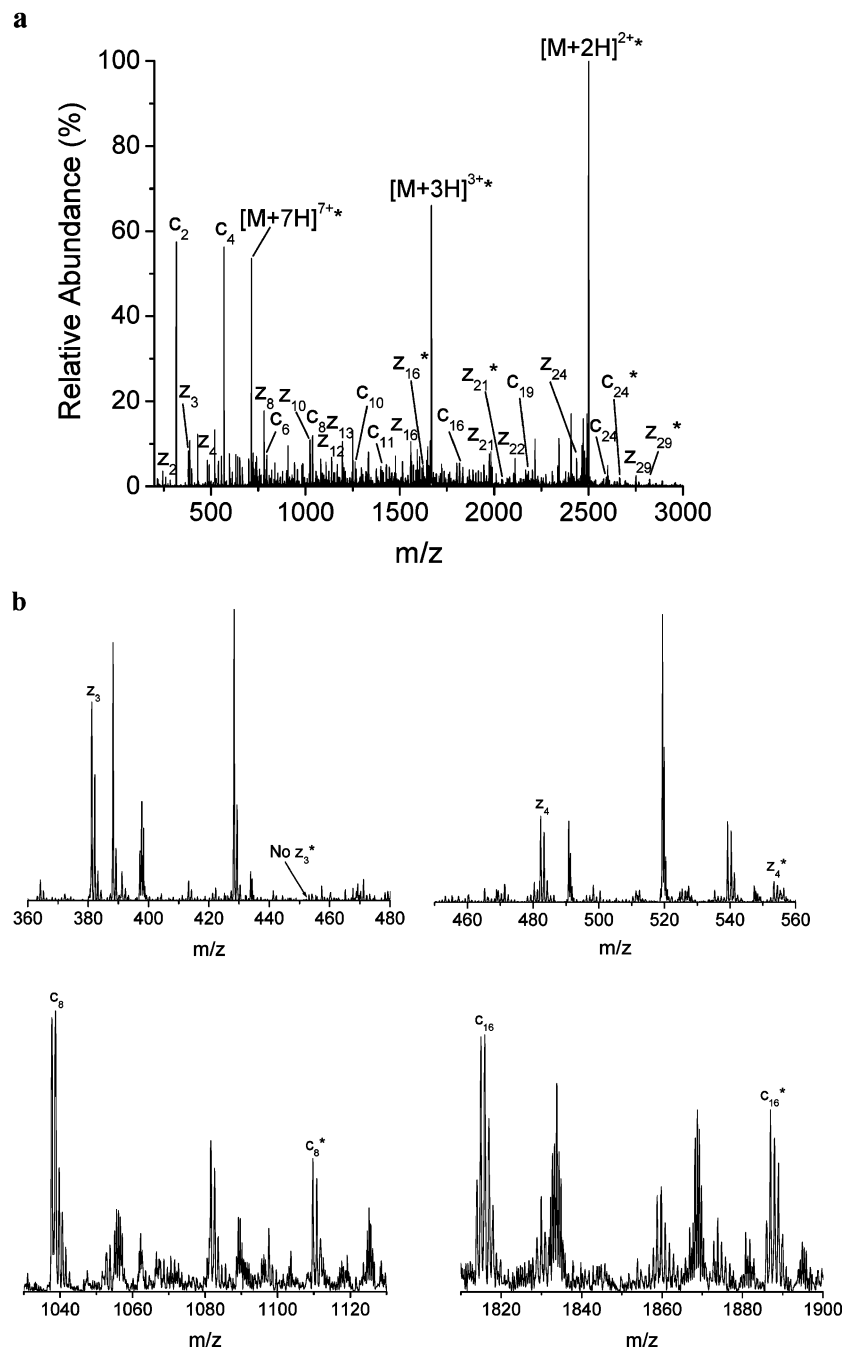 a
[M+2H]2+*
100
[M+3H]3+*
80
[M+7H]7+*
60
c2 c4
40
z16* z21* c19 z24 c24*
20
z3 z8 z10 c10
c6 c8 z13 c11 z16 c16 z21 z22 c24 z29*
z2 z4 z12 z29
0
500 1000 1500 2000 2500 3000
Relative Abundance (%)
m/z
b
z3
No z3*
360 380 400 420 440 460 480
m/z
z4
z4*
460 480 500 520 540 560
m/z
c8
c8*
1040 1060 1080 1100 1120
m/z
c16
c16*
1820 1840 1860 1880 1900
m/z